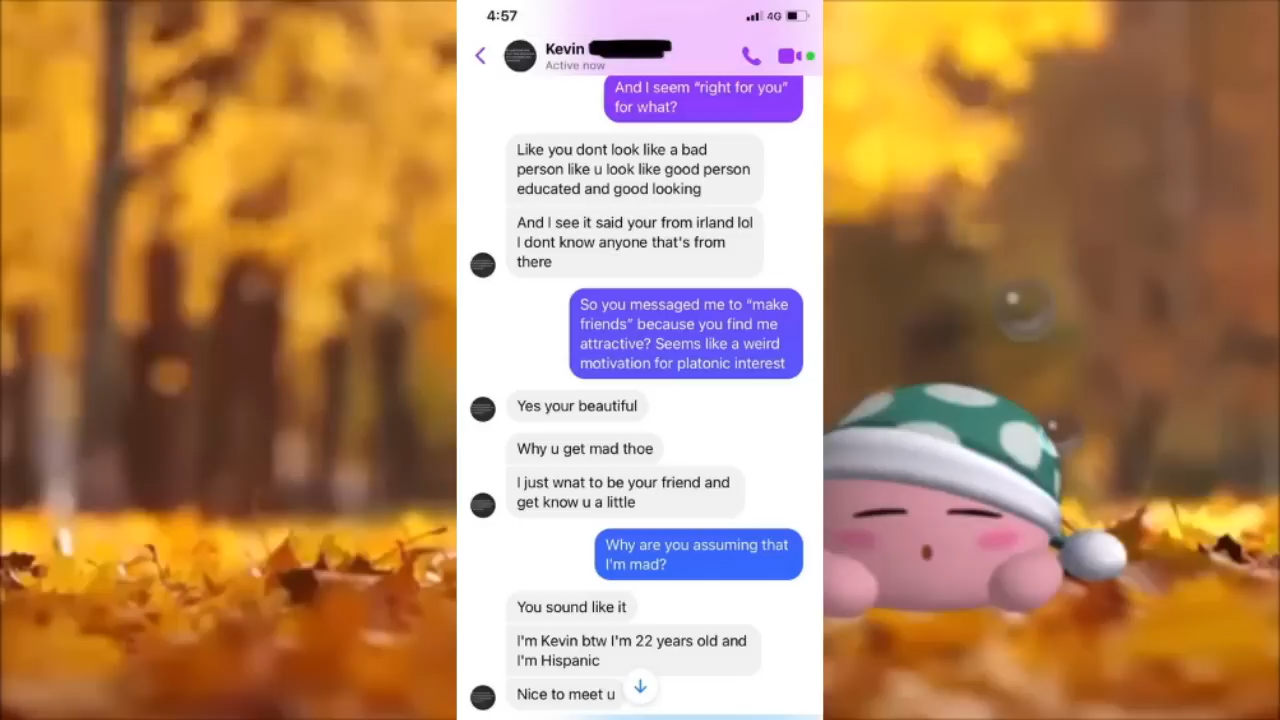 4:57
4G
Kevin
Active now
And I seem “right for you”
for what?
Like you dont look like a bad
person like u look like good person
educated and good looking
And I see it said your from irland lol
I dont know anyone that's from
there
So you messaged me to “make
friends” because you find me
attractive? Seems like a weird
motivation for platonic interest
Yes your beautiful
Why u get mad thoe
I just wnat to be your friend and
get know u a little
Why are you assuming that
I'm mad?
You sound like it
I'm Kevin btw I'm 22 years old and
I'm Hispanic
Nice to meet u